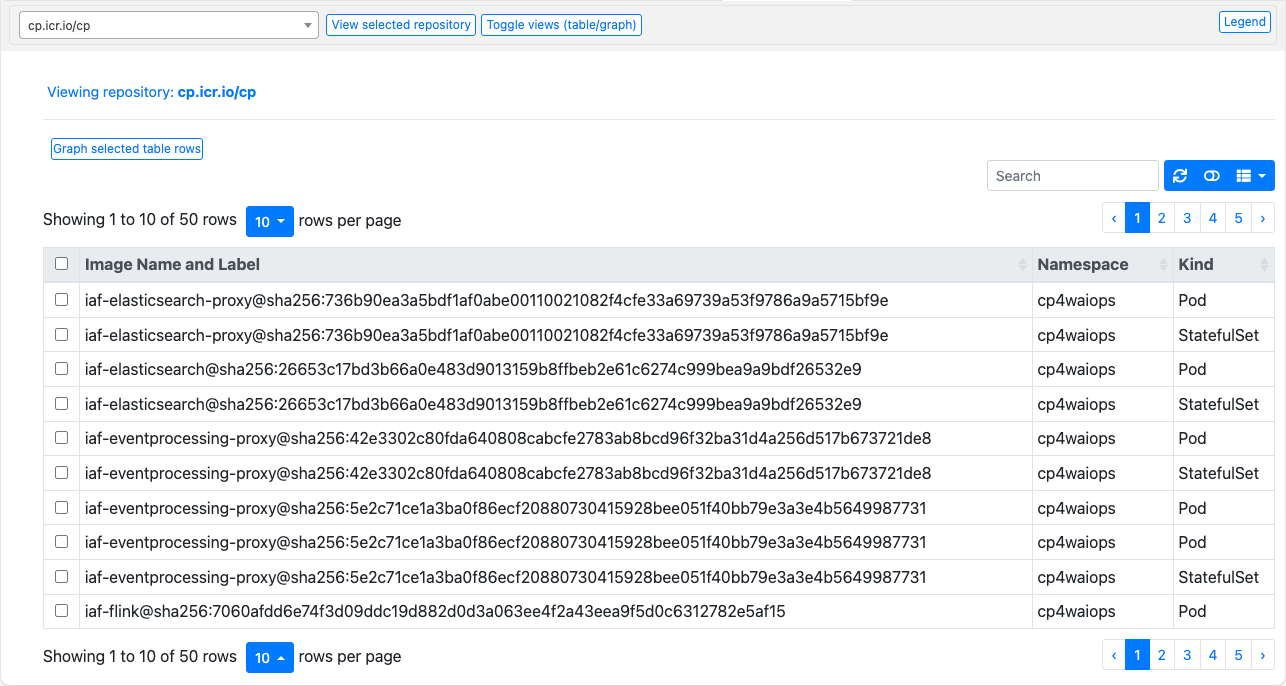 cp.icr.io/cp View selected repository Toggle views (table/graph) Legend
Viewing repository: cp.icr.io/cp
Graph selected table rows
Search
Showing 1 to 10 of 50 rows 10 rows per page ‹ 1 2 3 4 5 ›
Image Name and Label Namespace Kind
iaf-elasticsearch-proxy@sha256:736b90ea3a5bdf1af0abe00110021082f4cfe33a69739a53f9786a9a5715bf9e cp4waiops Pod
iaf-elasticsearch-proxy@sha256:736b90ea3a5bdf1af0abe00110021082f4cfe33a69739a53f9786a9a5715bf9e cp4waiops StatefulSet
iaf-elasticsearch@sha256:26653c17bd3b66a0e483d9013159b8ffbeb2e61c6274c999bea9a9bdf26532e9 cp4waiops Pod
iaf-elasticsearch@sha256:26653c17bd3b66a0e483d9013159b8ffbeb2e61c6274c999bea9a9bdf26532e9 cp4waiops StatefulSet
iaf-eventprocessing-proxy@sha256:42e3302c80fda640808cabcfe2783ab8bcd96f32ba31d4a256d517b673721de8 cp4waiops Pod
iaf-eventprocessing-proxy@sha256:42e3302c80fda640808cabcfe2783ab8bcd96f32ba31d4a256d517b673721de8 cp4waiops StatefulSet
iaf-eventprocessing-proxy@sha256:5e2c71ce1a3ba0f86ecf20880730415928bee051f40bb79e3a3e4b5649987731 cp4waiops Pod
iaf-eventprocessing-proxy@sha256:5e2c71ce1a3ba0f86ecf20880730415928bee051f40bb79e3a3e4b5649987731 cp4waiops Pod
iaf-eventprocessing-proxy@sha256:5e2c71ce1a3ba0f86ecf20880730415928bee051f40bb79e3a3e4b5649987731 cp4waiops StatefulSet
iaf-flink@sha256:7060afdd6e74f3d09ddc19d882d0d3a063ee4f2a43eea9f5d0c6312782e5af15 cp4waiops Pod
Showing 1 to 10 of 50 rows 10 rows per page ‹ 1 2 3 4 5 ›